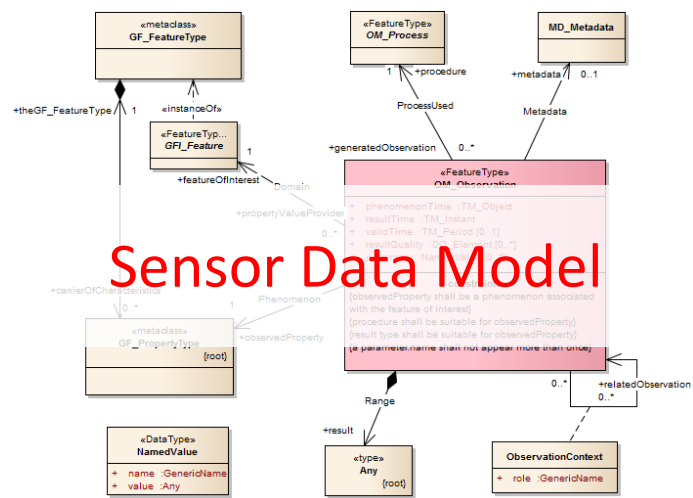 «metaclass»
GF_FeatureType
«FeatureType»
OM_Process
MD_Metadata
1
+procedure
+metadata
0..1
+theGF_FeatureType
1
«instanceOf»
ProcessUsed
Metadata
«FeatureTyp...
GFI_Feature
1
+generatedObservation
0..*
+featureOfInterest
Domain
«FeatureType»
OM_Observation
+propertyValueProvider
0..*
+ phenomenonTime :TM_Object
+ resultTime :TM_Instant
+ validTime :TM_Period [0..1]
+ resultQuality :DQ_Element [0..*]
Sensor Data Model
+carrierOfCharacteristics
0..*
Phenomenon
1
{observedProperty shall be a phenomenon associated
with the feature of interest}
{procedure shall be suitable for observedProperty}
{result type shall be suitable for observedProperty}
{a parameter.name shall not appear more than once}
«metaclass»
GF_PropertyType
{root}
+observedProperty
0..*
+relatedObservation
0..*
Range
+result
«DataType»
NamedValue
+ name :GenericName
+ value :Any
«type»
Any
{root}
ObservationContext
+ role :GenericName